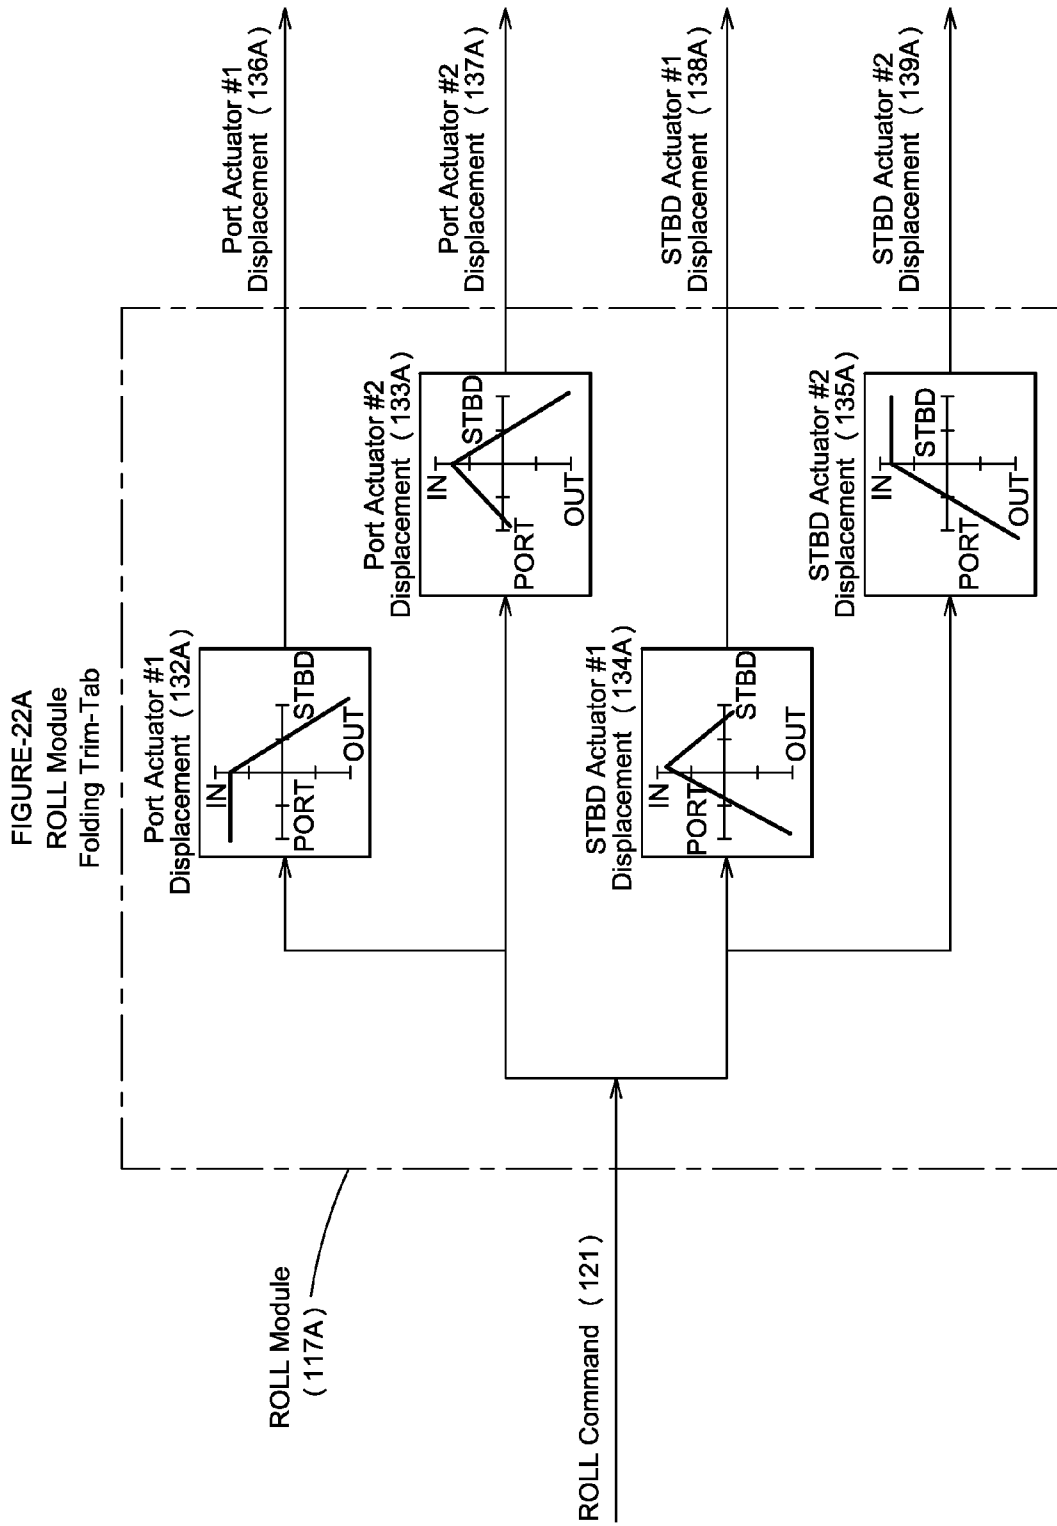 FIGURE-22A
ROLL Module
Folding Trim-Tab
ROLL Module
(117A)
ROLL Command (121)
Port Actuator #1
Displacement (132A)
IN
STBD
PORT
OUT
Port Actuator #2
Displacement (133A)
IN
STBD
PORT
OUT
STBD Actuator #1
Displacement (134A)
IN
STBD
PORT
OUT
STBD Actuator #2
Displacement (135A)
IN
STBD
PORT
OUT
Port Actuator #1
Displacement (136A)
Port Actuator #2
Displacement (137A)
STBD Actuator #1
Displacement (138A)
STBD Actuator #2
Displacement (139A)